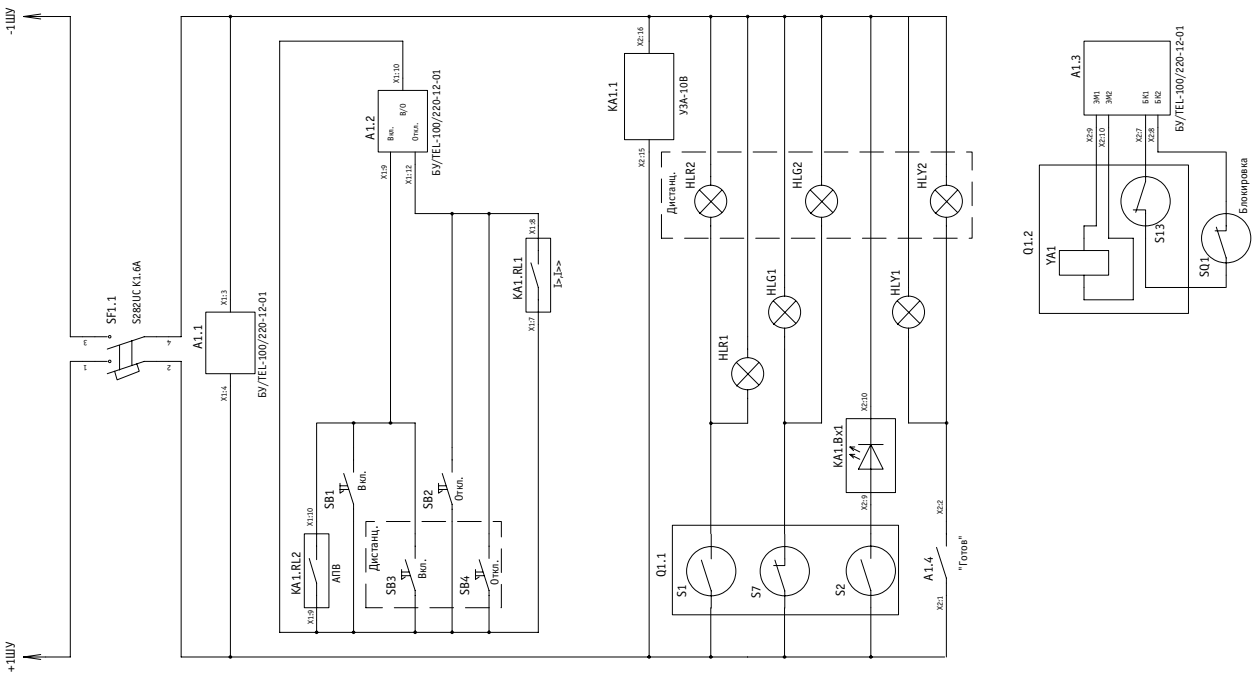 -1ШУ
+1ШУ
SF1.1
S282UC K1.6A
3
4
1
2
A1.1
БУ/TEL-100/220-12-01
X1:3
X1:4
A1.2
БУ/TEL-100/220-12-01
Вкл.
В/О
Откл.
X1:10
X1:9
X1:12
KA1.RL1
I>,I>>
X1:8
X1:7
KA1.RL2
АПВ
X1:10
X1:9
SB1
Вкл.
SB2
Откл.
Дистанц.
SB3
Вкл.
SB4
Откл.
KA1.1
УЗА-10В
X2:16
X2:15
Дистанц.
HLR2
HLG2
HLY2
HLR1
HLG1
HLY1
KA1.Вх1
X2:10
X2:9
Q1.1
S1
S7
S2
A1.4
"Готов"
X2:2
X2:1
A1.3
БУ/TEL-100/220-12-01
ЭМ1
ЭМ2
БК1
БК2
X2:9
X2:10
X2:7
X2:8
Q1.2
YA1
S13
SQ1
Блокировка